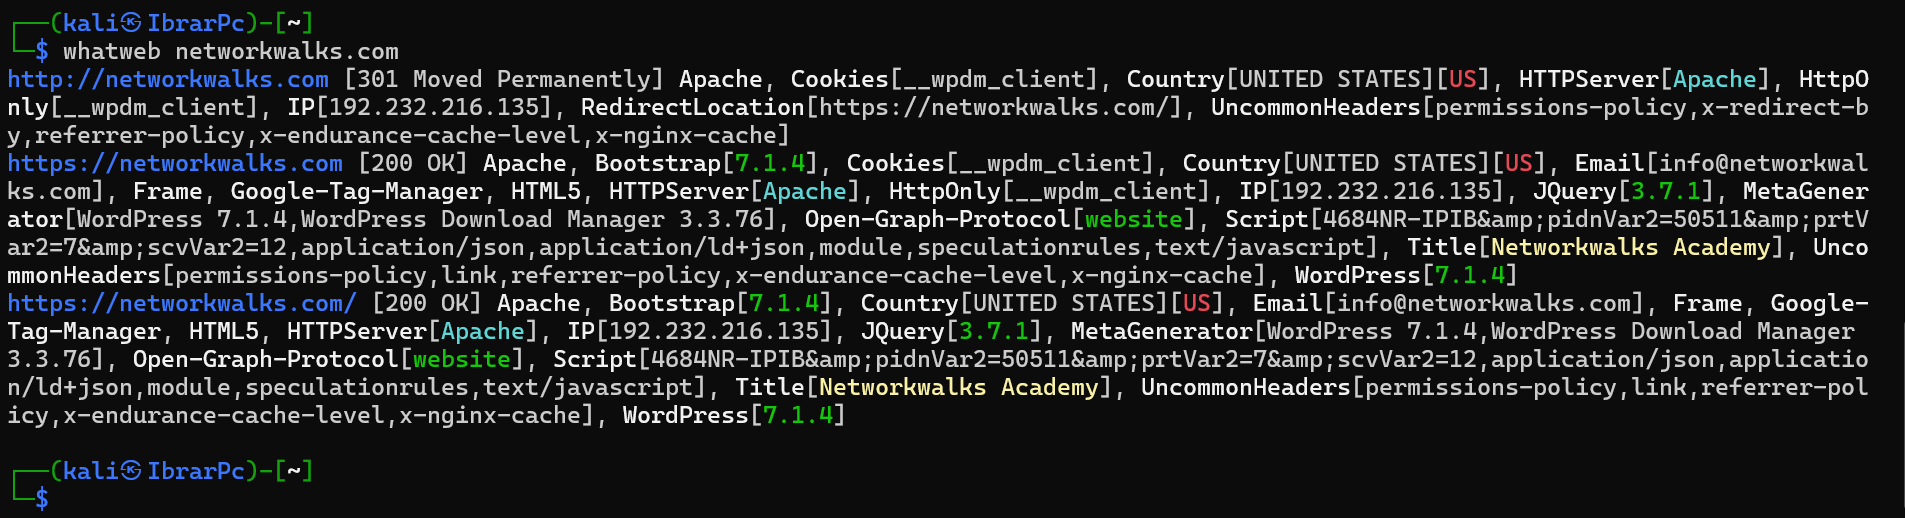 ┌──(kali㉿IbrarPc)-[~]
└─$ whatweb networkwalks.com
http://networkwalks.com [301 Moved Permanently] Apache, Cookies[__wpdm_client], Country[UNITED STATES][US], HTTPServer[Apache], HttpO
nly[__wpdm_client], IP[192.232.216.135], RedirectLocation[https://networkwalks.com/], UncommonHeaders[permissions-policy,x-redirect-b
y,referrer-policy,x-endurance-cache-level,x-nginx-cache]
https://networkwalks.com [200 OK] Apache, Bootstrap[7.1.4], Cookies[__wpdm_client], Country[UNITED STATES][US], Email[info@networkwal
ks.com], Frame, Google-Tag-Manager, HTML5, HTTPServer[Apache], HttpOnly[__wpdm_client], IP[192.232.216.135], JQuery[3.7.1], MetaGener
ator[WordPress 7.1.4,WordPress Download Manager 3.3.76], Open-Graph-Protocol[website], Script[4684NR-IPIB&amp;pidnVar2=50511&amp;prtV
ar2=7&amp;scvVar2=12,application/json,application/ld+json,module,speculationrules,text/javascript], Title[Networkwalks Academy], Unco
mmonHeaders[permissions-policy,link,referrer-policy,x-endurance-cache-level,x-nginx-cache], WordPress[7.1.4]
https://networkwalks.com/ [200 OK] Apache, Bootstrap[7.1.4], Country[UNITED STATES][US], Email[info@networkwalks.com], Frame, Google-
Tag-Manager, HTML5, HTTPServer[Apache], IP[192.232.216.135], JQuery[3.7.1], MetaGenerator[WordPress 7.1.4,WordPress Download Manager
3.3.76], Open-Graph-Protocol[website], Script[4684NR-IPIB&amp;pidnVar2=50511&amp;prtVar2=7&amp;scvVar2=12,application/json,applicatio
n/ld+json,module,speculationrules,text/javascript], Title[Networkwalks Academy], UncommonHeaders[permissions-policy,link,referrer-pol
icy,x-endurance-cache-level,x-nginx-cache], WordPress[7.1.4]
┌──(kali㉿IbrarPc)-[~]
└─$